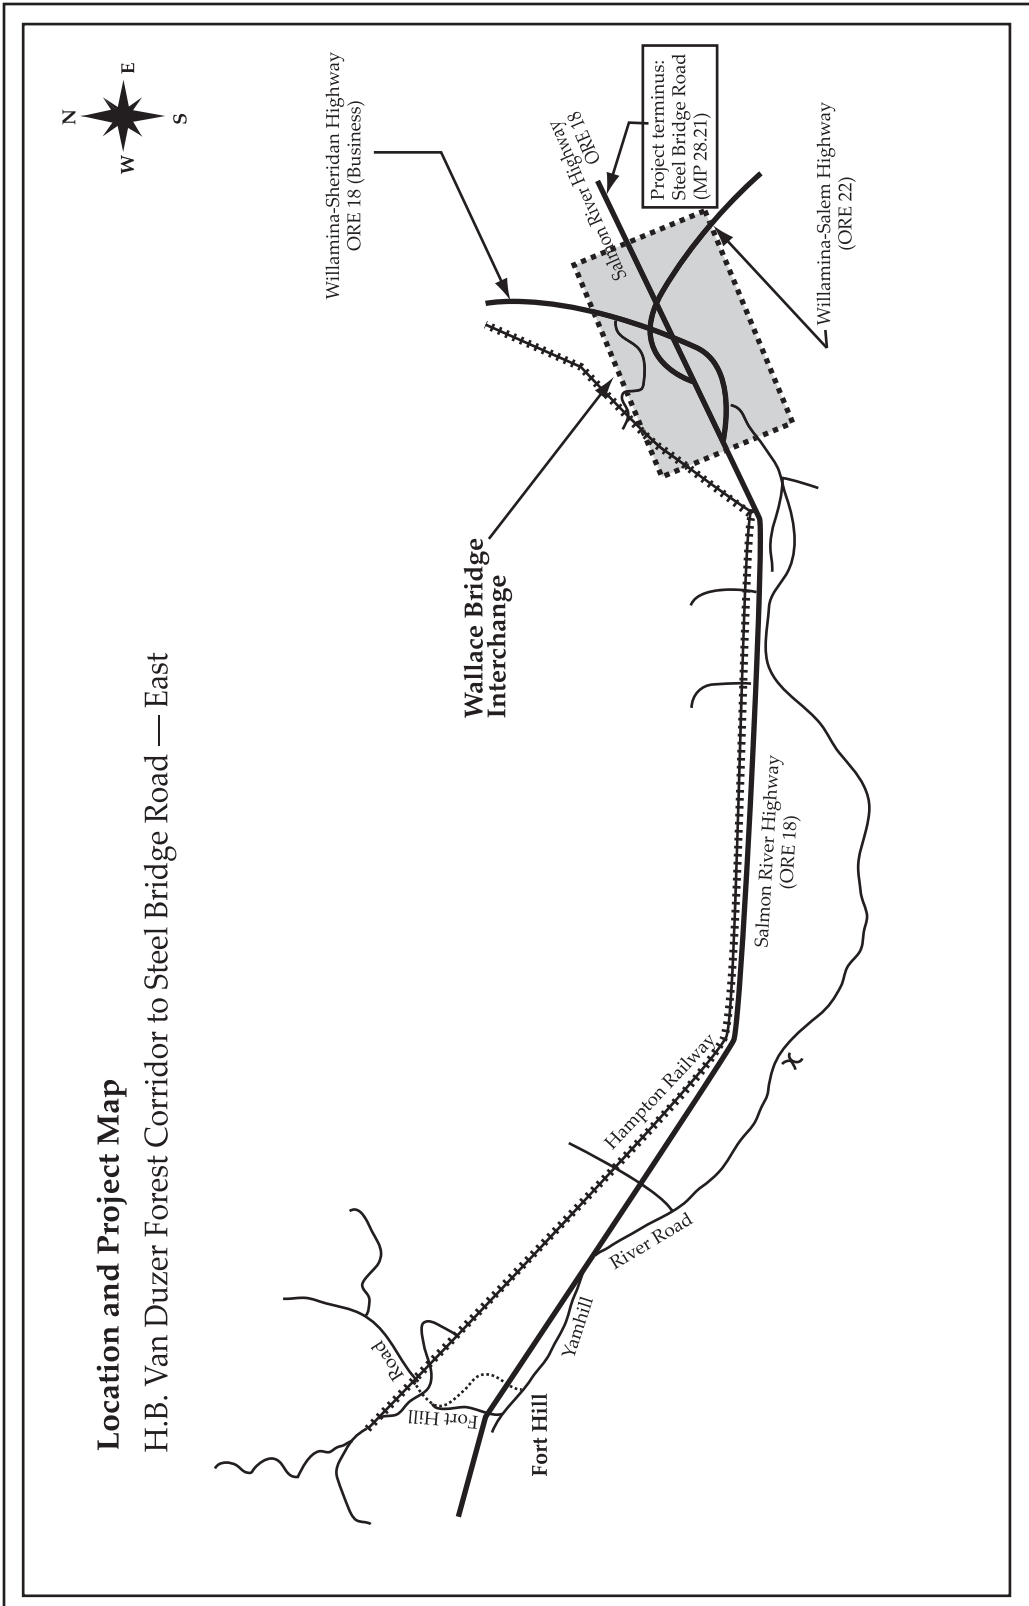 Location and Project Map
H.B. Van Duzer Forest Corridor to Steel Bridge Road — East
N
W
E
S
Willamina-Sheridan Highway
ORE 18 (Business)
Salmon River Highway
ORE 18
Project terminus:
Steel Bridge Road
(MP 28.21)
Willamina-Salem Highway
(ORE 22)
Wallace Bridge
Interchange
Salmon River Highway
(ORE 18)
Hampton Railway
River Road
Yamhill
Road
Fort Hill
Fort Hill